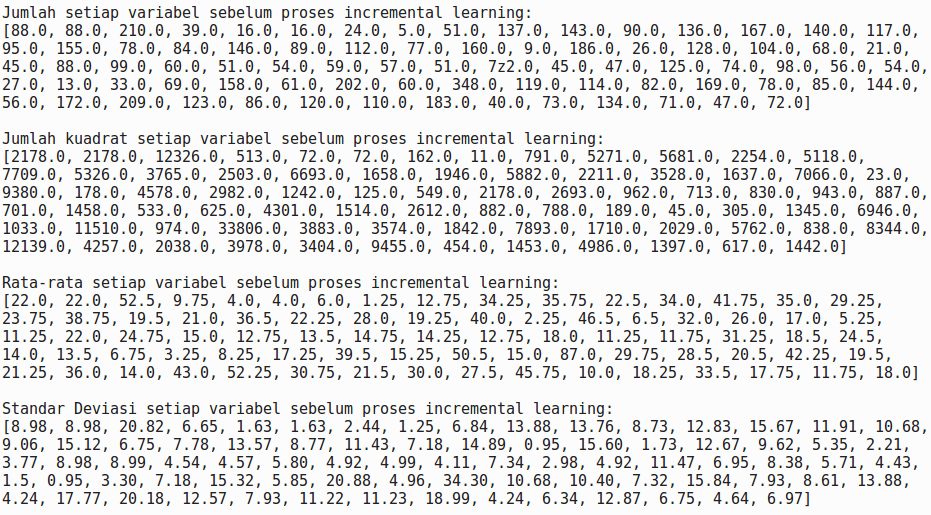 Jumlah setiap variabel sebelum proses incremental learning:
[88.0, 88.0, 210.0, 39.0, 16.0, 16.0, 24.0, 5.0, 51.0, 137.0, 143.0, 90.0, 136.0, 167.0, 140.0, 117.0,
95.0, 155.0, 78.0, 84.0, 146.0, 89.0, 112.0, 77.0, 160.0, 9.0, 186.0, 26.0, 128.0, 104.0, 68.0, 21.0,
45.0, 88.0, 99.0, 60.0, 51.0, 54.0, 59.0, 57.0, 51.0, 7z2.0, 45.0, 47.0, 125.0, 74.0, 98.0, 56.0, 54.0,
27.0, 13.0, 33.0, 69.0, 158.0, 61.0, 202.0, 60.0, 348.0, 119.0, 114.0, 82.0, 169.0, 78.0, 85.0, 144.0,
56.0, 172.0, 209.0, 123.0, 86.0, 120.0, 110.0, 183.0, 40.0, 73.0, 134.0, 71.0, 47.0, 72.0]
Jumlah kuadrat setiap variabel sebelum proses incremental learning:
[2178.0, 2178.0, 12326.0, 513.0, 72.0, 72.0, 162.0, 11.0, 791.0, 5271.0, 5681.0, 2254.0, 5118.0,
7709.0, 5326.0, 3765.0, 2503.0, 6693.0, 1658.0, 1946.0, 5882.0, 2211.0, 3528.0, 1637.0, 7066.0, 23.0,
9380.0, 178.0, 4578.0, 2982.0, 1242.0, 125.0, 549.0, 2178.0, 2693.0, 962.0, 713.0, 830.0, 943.0, 887.0,
701.0, 1458.0, 533.0, 625.0, 4301.0, 1514.0, 2612.0, 882.0, 788.0, 189.0, 45.0, 305.0, 1345.0, 6946.0,
1033.0, 11510.0, 974.0, 33806.0, 3883.0, 3574.0, 1842.0, 7893.0, 1710.0, 2029.0, 5762.0, 838.0, 8344.0,
12139.0, 4257.0, 2038.0, 3978.0, 3404.0, 9455.0, 454.0, 1453.0, 4986.0, 1397.0, 617.0, 1442.0]
Rata-rata setiap variabel sebelum proses incremental learning:
[22.0, 22.0, 52.5, 9.75, 4.0, 4.0, 6.0, 1.25, 12.75, 34.25, 35.75, 22.5, 34.0, 41.75, 35.0, 29.25,
23.75, 38.75, 19.5, 21.0, 36.5, 22.25, 28.0, 19.25, 40.0, 2.25, 46.5, 6.5, 32.0, 26.0, 17.0, 5.25,
11.25, 22.0, 24.75, 15.0, 12.75, 13.5, 14.75, 14.25, 12.75, 18.0, 11.25, 11.75, 31.25, 18.5, 24.5,
14.0, 13.5, 6.75, 3.25, 8.25, 17.25, 39.5, 15.25, 50.5, 15.0, 87.0, 29.75, 28.5, 20.5, 42.25, 19.5,
21.25, 36.0, 14.0, 43.0, 52.25, 30.75, 21.5, 30.0, 27.5, 45.75, 10.0, 18.25, 33.5, 17.75, 11.75, 18.0]
Standar Deviasi setiap variabel sebelum proses incremental learning:
[8.98, 8.98, 20.82, 6.65, 1.63, 1.63, 2.44, 1.25, 6.84, 13.88, 13.76, 8.73, 12.83, 15.67, 11.91, 10.68,
9.06, 15.12, 6.75, 7.78, 13.57, 8.77, 11.43, 7.18, 14.89, 0.95, 15.60, 1.73, 12.67, 9.62, 5.35, 2.21,
3.77, 8.98, 8.99, 4.54, 4.57, 5.80, 4.92, 4.99, 4.11, 7.34, 2.98, 4.92, 11.47, 6.95, 8.38, 5.71, 4.43,
1.5, 0.95, 3.30, 7.18, 15.32, 5.85, 20.88, 4.96, 34.30, 10.68, 10.40, 7.32, 15.84, 7.93, 8.61, 13.88,
4.24, 17.77, 20.18, 12.57, 7.93, 11.22, 11.23, 18.99, 4.24, 6.34, 12.87, 6.75, 4.64, 6.97]